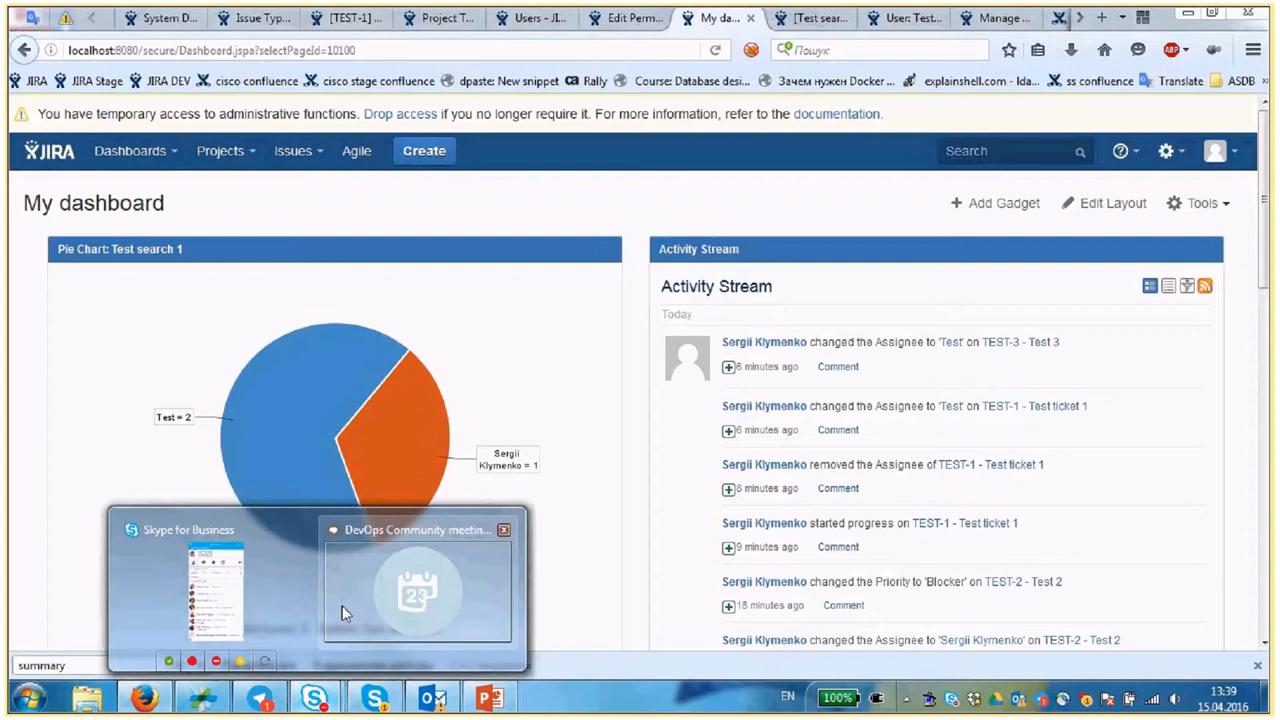 System D...
Issue Typ...
[TEST-1] ...
Project T...
Users - JI...
Edit Perm...
My da...
[Test sear...
User: Test...
Manage ...
localhost:8080/secure/Dashboard.jspa?selectPageId=10100
Пошук
ABP
JIRA
JIRA Stage
JIRA DEV
cisco confluence
cisco stage confluence
dpaste: New snippet
ca Rally
Course: Database desi...
Зачем нужен Docker ...
explainshell.com - Ida...
ss confluence
Translate
ASDB
You have temporary access to administrative functions. Drop access if you no longer require it. For more information, refer to the documentation.
JIRA
Dashboards
Projects
Issues
Agile
Create
Search
My dashboard
Add Gadget
Edit Layout
Tools
Pie Chart: Test search 1
Test = 2
Sergii
Klymenko = 1
Activity Stream
Activity Stream
Today
Sergii Klymenko changed the Assignee to 'Test' on TEST-3 - Test 3
6 minutes ago Comment
Sergii Klymenko changed the Assignee to 'Test' on TEST-1 - Test ticket 1
6 minutes ago Comment
Sergii Klymenko removed the Assignee of TEST-1 - Test ticket 1
8 minutes ago Comment
Sergii Klymenko started progress on TEST-1 - Test ticket 1
9 minutes ago Comment
Sergii Klymenko changed the Priority to 'Blocker' on TEST-2 - Test 2
18 minutes ago Comment
Sergii Klymenko changed the Assignee to 'Sergii Klymenko' on TEST-2 - Test 2
Skype for Business
DevOps Community meetin...
23
summary
EN
100%
13:39
15.04.2016